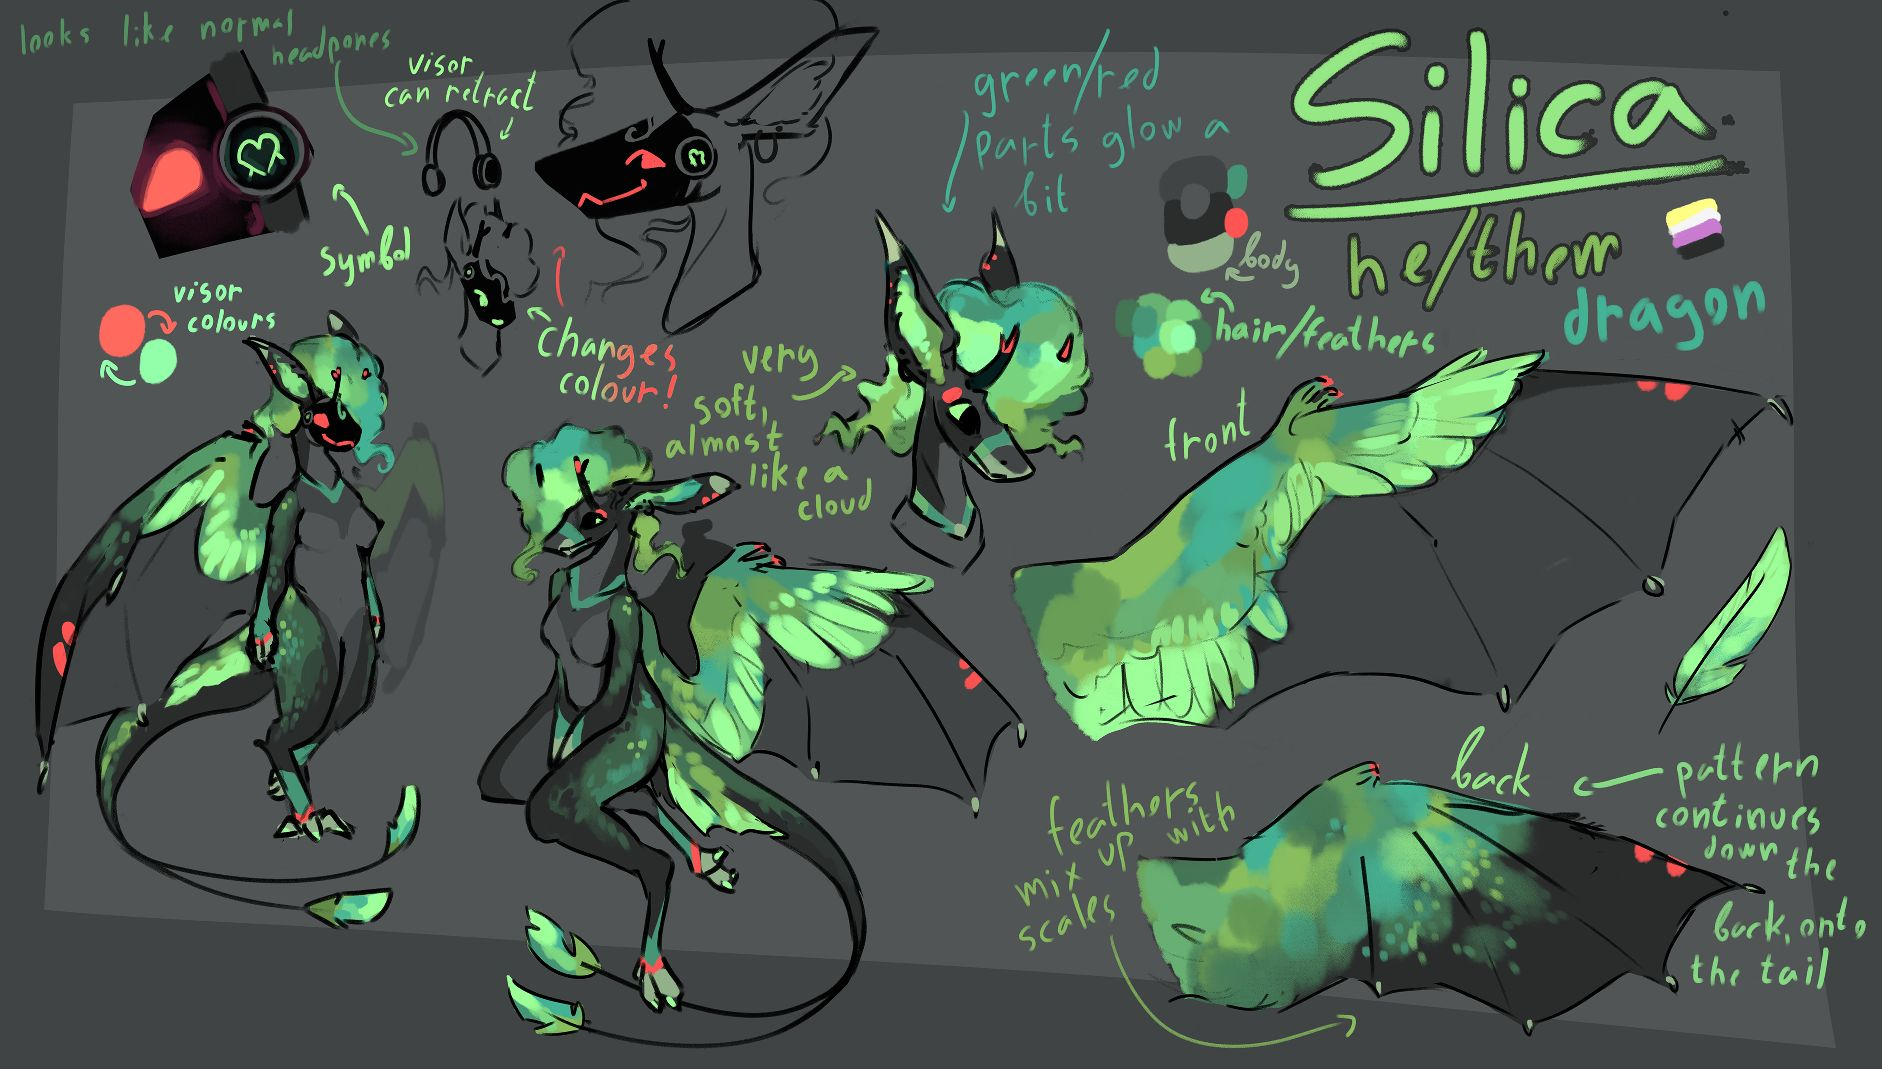 looks like normal
headpones
visor
can retract
symbol
visor
colours
changes
colour!
green/red
parts glow a
bit
very
soft,
almost
like a
cloud
Silica
he/them
dragon
body
hair/feathers
front
back
pattern
continues
down the
back, onto
the tail
feathers
mix up with
scales